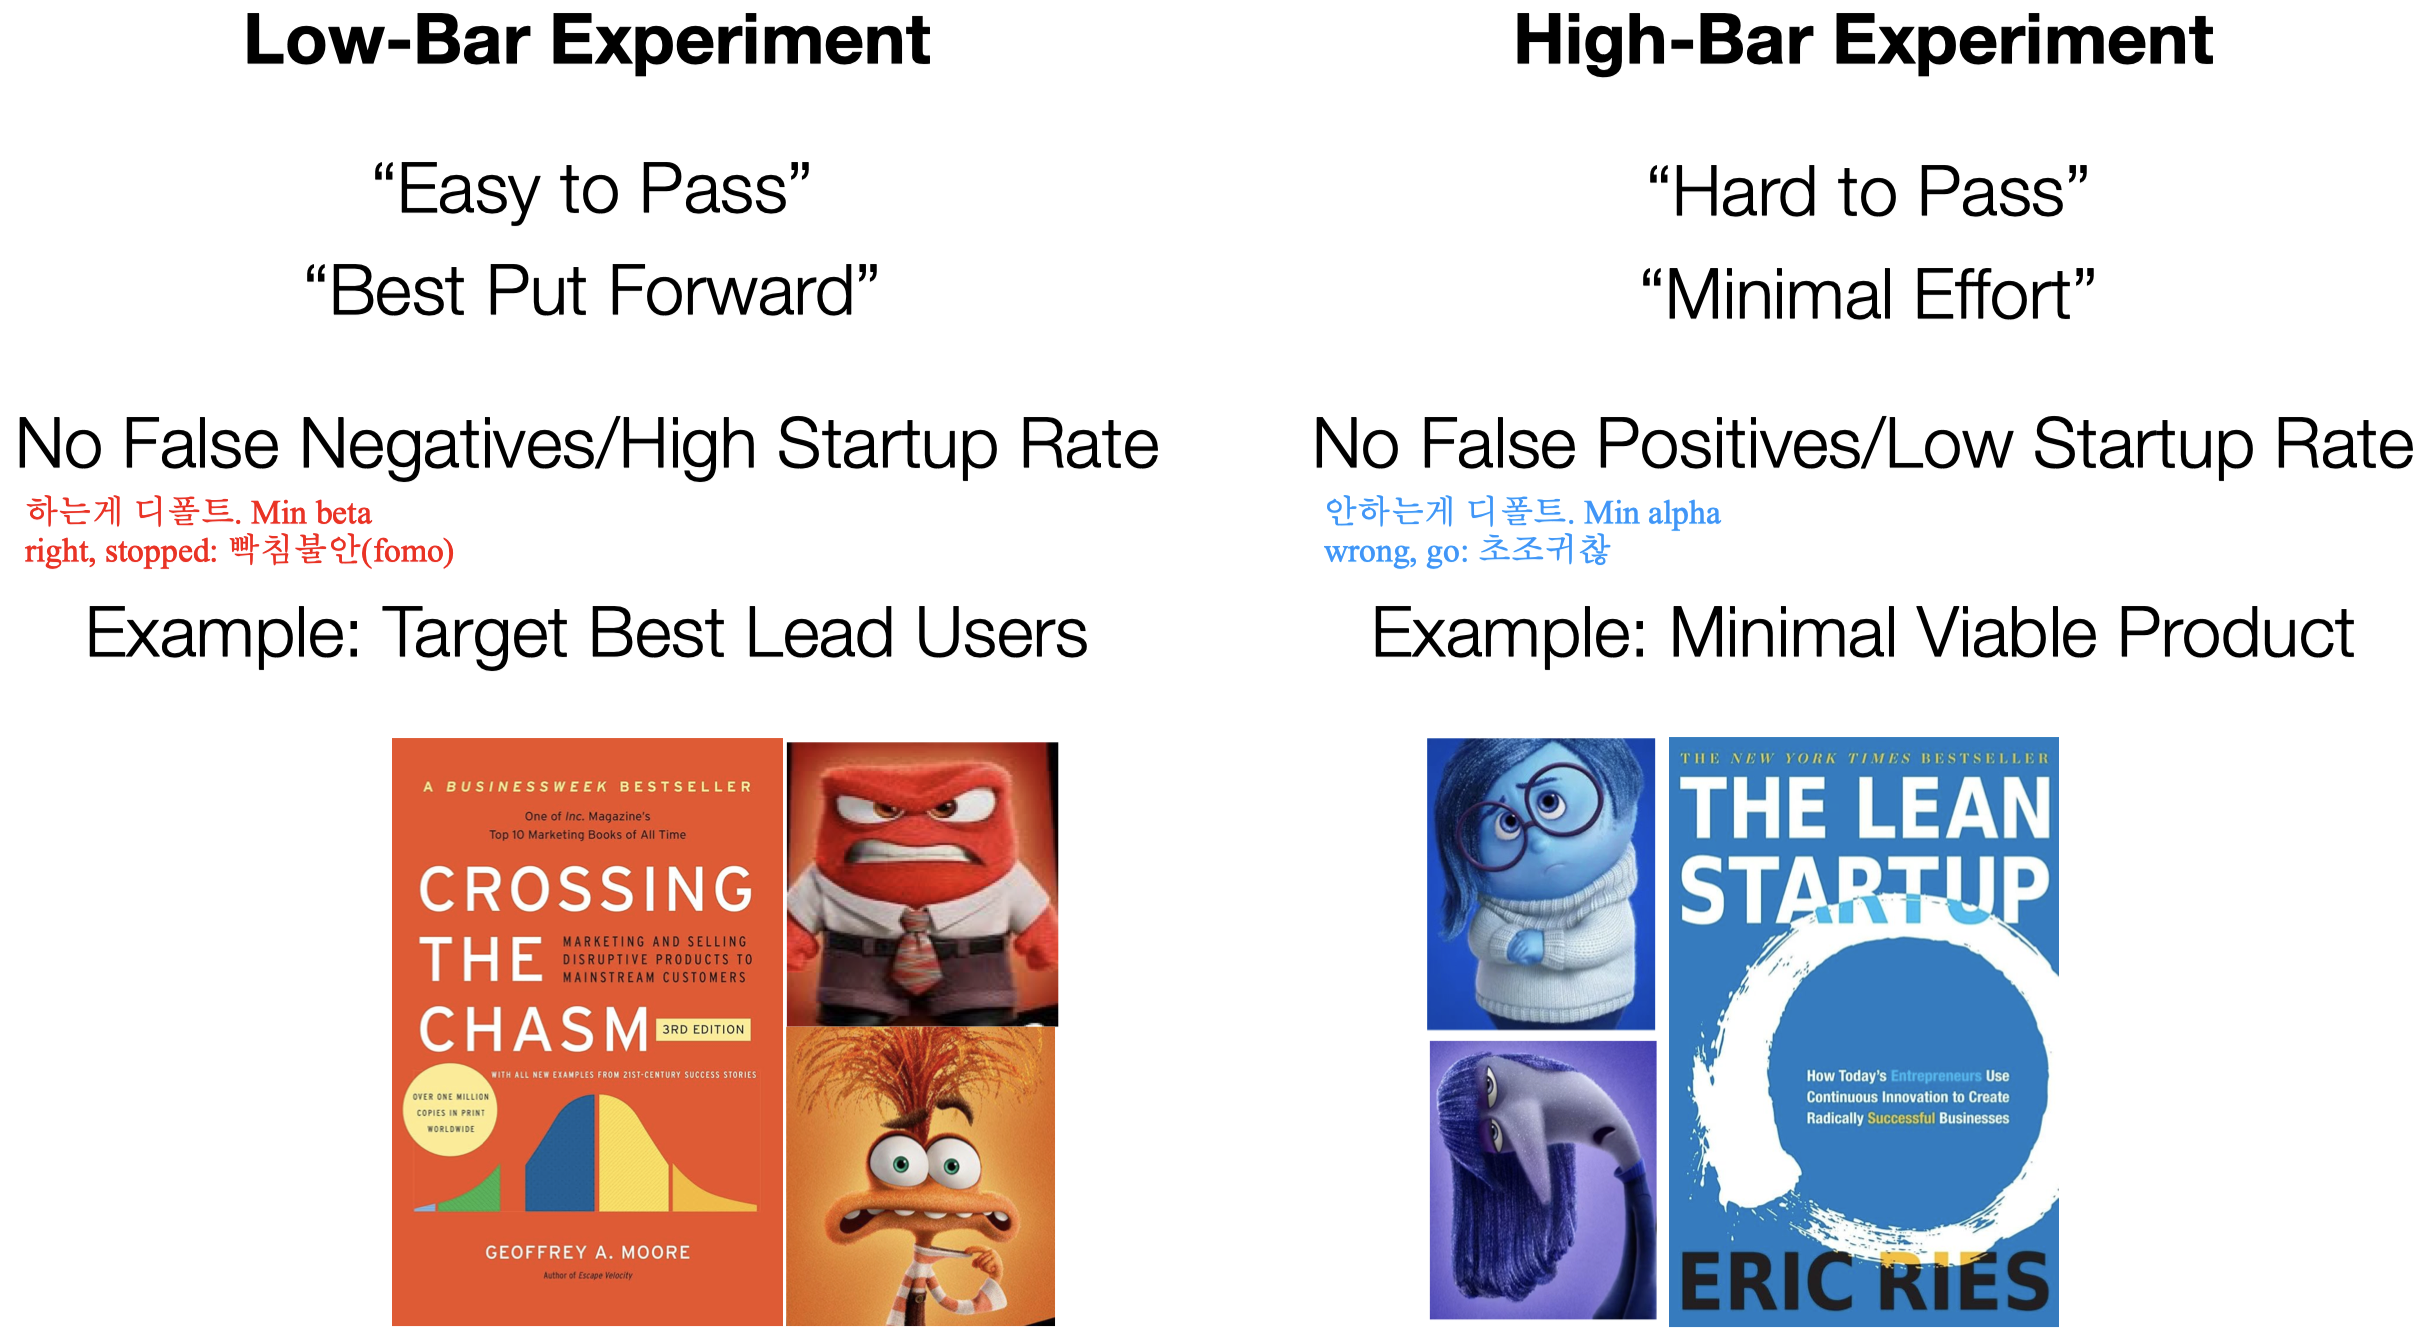 Low-Bar Experiment
“Easy to Pass”
“Best Put Forward”
No False Negatives/High Startup Rate
하는게 디폴트. Min beta
right, stopped: 빡침불안(fomo)
Example: Target Best Lead Users
A BUSINESSWEEK BESTSELLER
One of Inc. Magazine's
Top 10 Marketing Books of All Time
CROSSING
THE
CHASM
MARKETING AND SELLING
DISRUPTIVE PRODUCTS TO
MAINSTREAM CUSTOMERS
3RD EDITION
WITH ALL NEW EXAMPLES FROM 21ST-CENTURY SUCCESS STORIES
OVER ONE MILLION
COPIES IN PRINT
WORLDWIDE
GEOFFREY A. MOORE
Author of Escape Velocity
High-Bar Experiment
“Hard to Pass”
“Minimal Effort”
No False Positives/Low Startup Rate
안하는게 디폴트. Min alpha
wrong, go: 초조귀찮
Example: Minimal Viable Product
THE NEW YORK TIMES BESTSELLER
THE LEAN
STARTUP
How Today's Entrepreneurs Use
Continuous Innovation to Create
Radically Successful Businesses
ERIC RIES